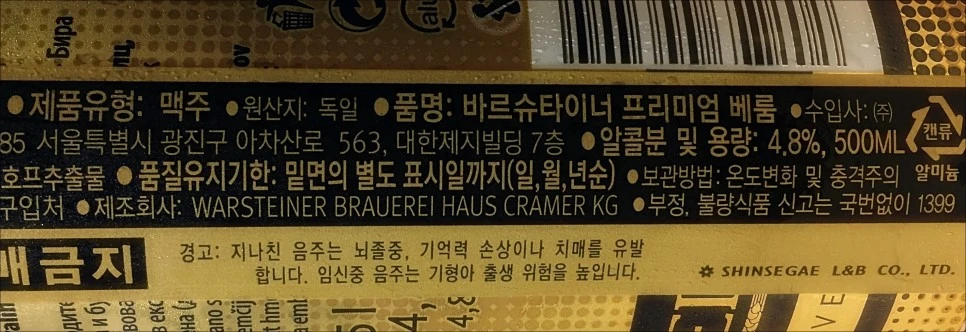 ●제품유형: 맥주 ●원산지: 독일 ●품명: 바르슈타이너 프리미엄 베룸 ●수입사: ㈜
85 서울특별시 광진구 아차산로 563, 대한제지빌딩 7층 ●알콜분 및 용량: 4,8%, 500ML
캔류
알미늄
호프추출물 ●품질유지기한: 밑면의 별도 표시일까지(일,월,년순) ●보관방법: 온도변화 및 충격주의
구입처 ●제조회사: WARSTEINER BRAUEREI HAUS CRAMER KG ●부정, 불량식품 신고는 국번없이 1399
매금지
경고: 지나친 음주는 뇌졸중, 기억력 손상이나 치매를 유발
합니다. 임신중 음주는 기형아 출생 위험을 높입니다.
SHINSEGAE L&B CO., LTD.
Бира
alu